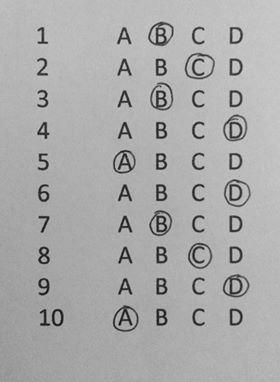 1 A B C D
2 A B C D
3 A B C D
4 A B C D
5 A B C D
6 A B C D
7 A B C D
8 A B C D
9 A B C D
10 A B C D